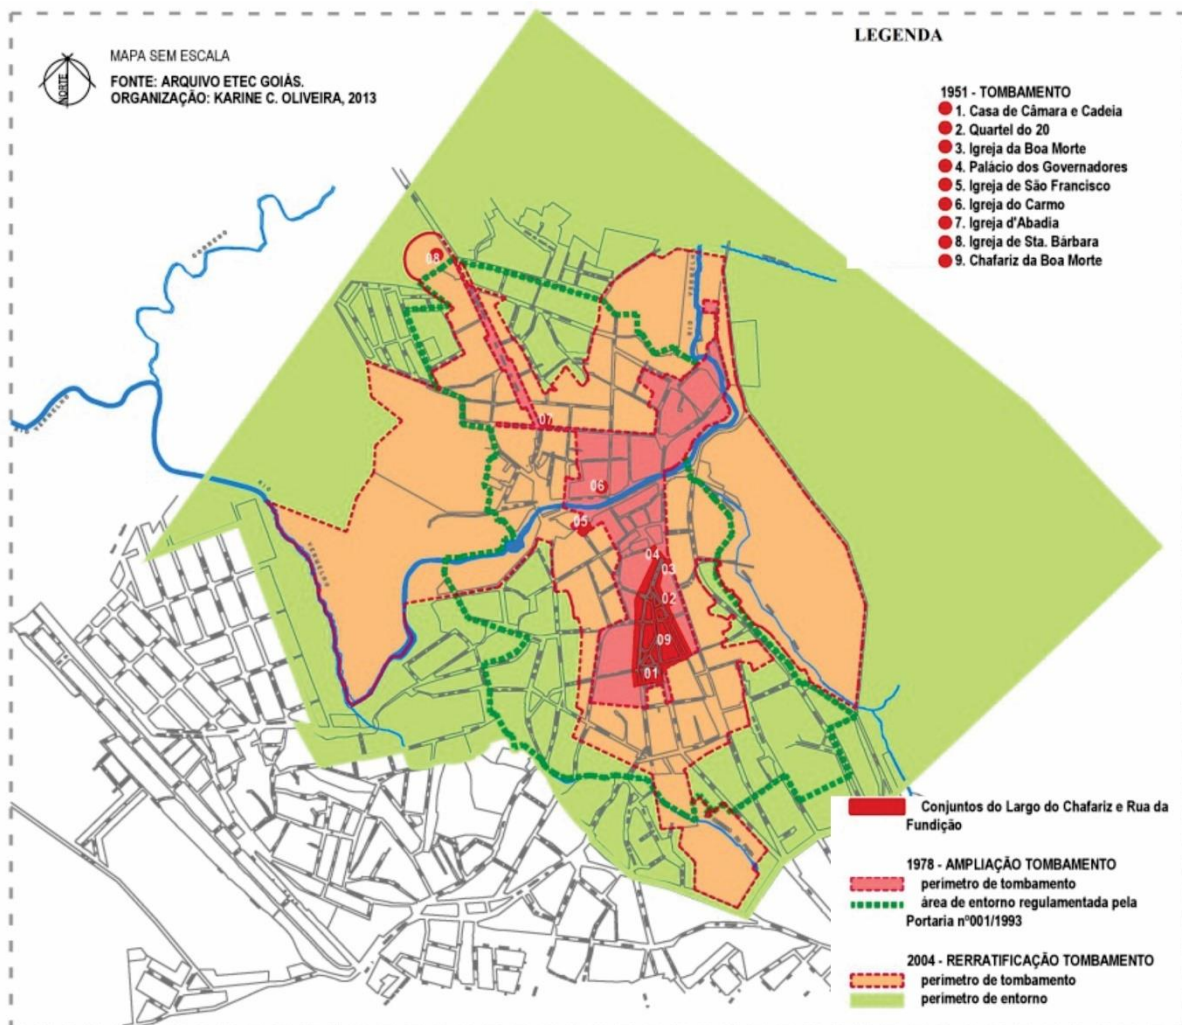 LEGENDA
MAPA SEM ESCALA
FONTE: ARQUIVO ETEC GOIÁS.
ORGANIZAÇÃO: KARINE C. OLIVEIRA, 2013
NORTE
1951 - TOMBAMENTO
1. Casa de Câmara e Cadeia
2. Quartel do 20
3. Igreja da Boa Morte
4. Palácio dos Governadores
5. Igreja de São Francisco
6. Igreja do Carmo
7. Igreja d'Abadia
8. Igreja de Sta. Bárbara
9. Chafariz da Boa Morte
08
VERMELHO
RIO
07
06
RIO
VERMELHO
05
04
03
02
09
01
Conjuntos do Largo do Chafariz e Rua da
Fundição
1978 - AMPLIAÇÃO TOMBAMENTO
perimetro de tombamento
área de entorno regulamentada pela
Portaria nº001/1993
2004 - RERRATIFICAÇÃO TOMBAMENTO
perimetro de tombamento
perimetro de entorno